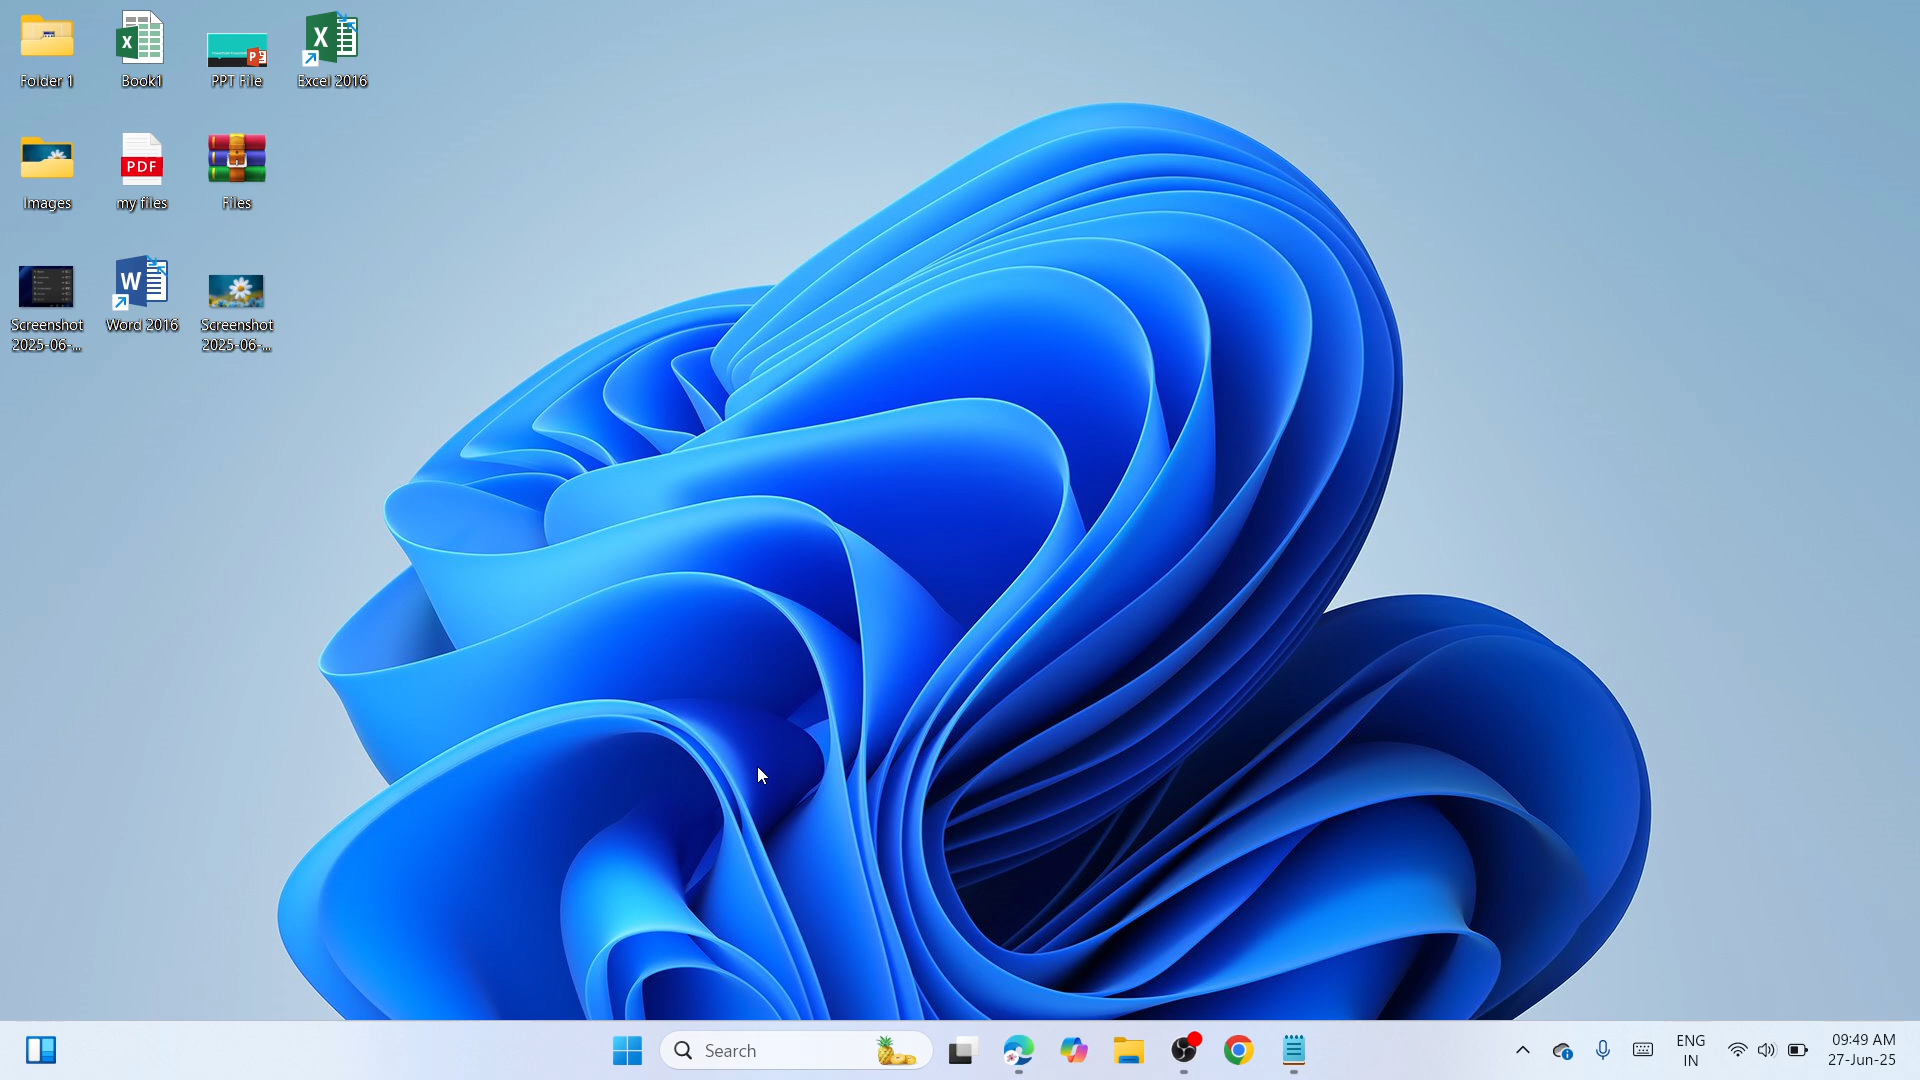 Folder 1
Book1
PPT File
Excel 2016
Images
PDF
my files
Files
Screenshot
2025-06-...
Word 2016
Screenshot
2025-06-...
Search
ENG
IN
09:49 AM
27-Jun-25